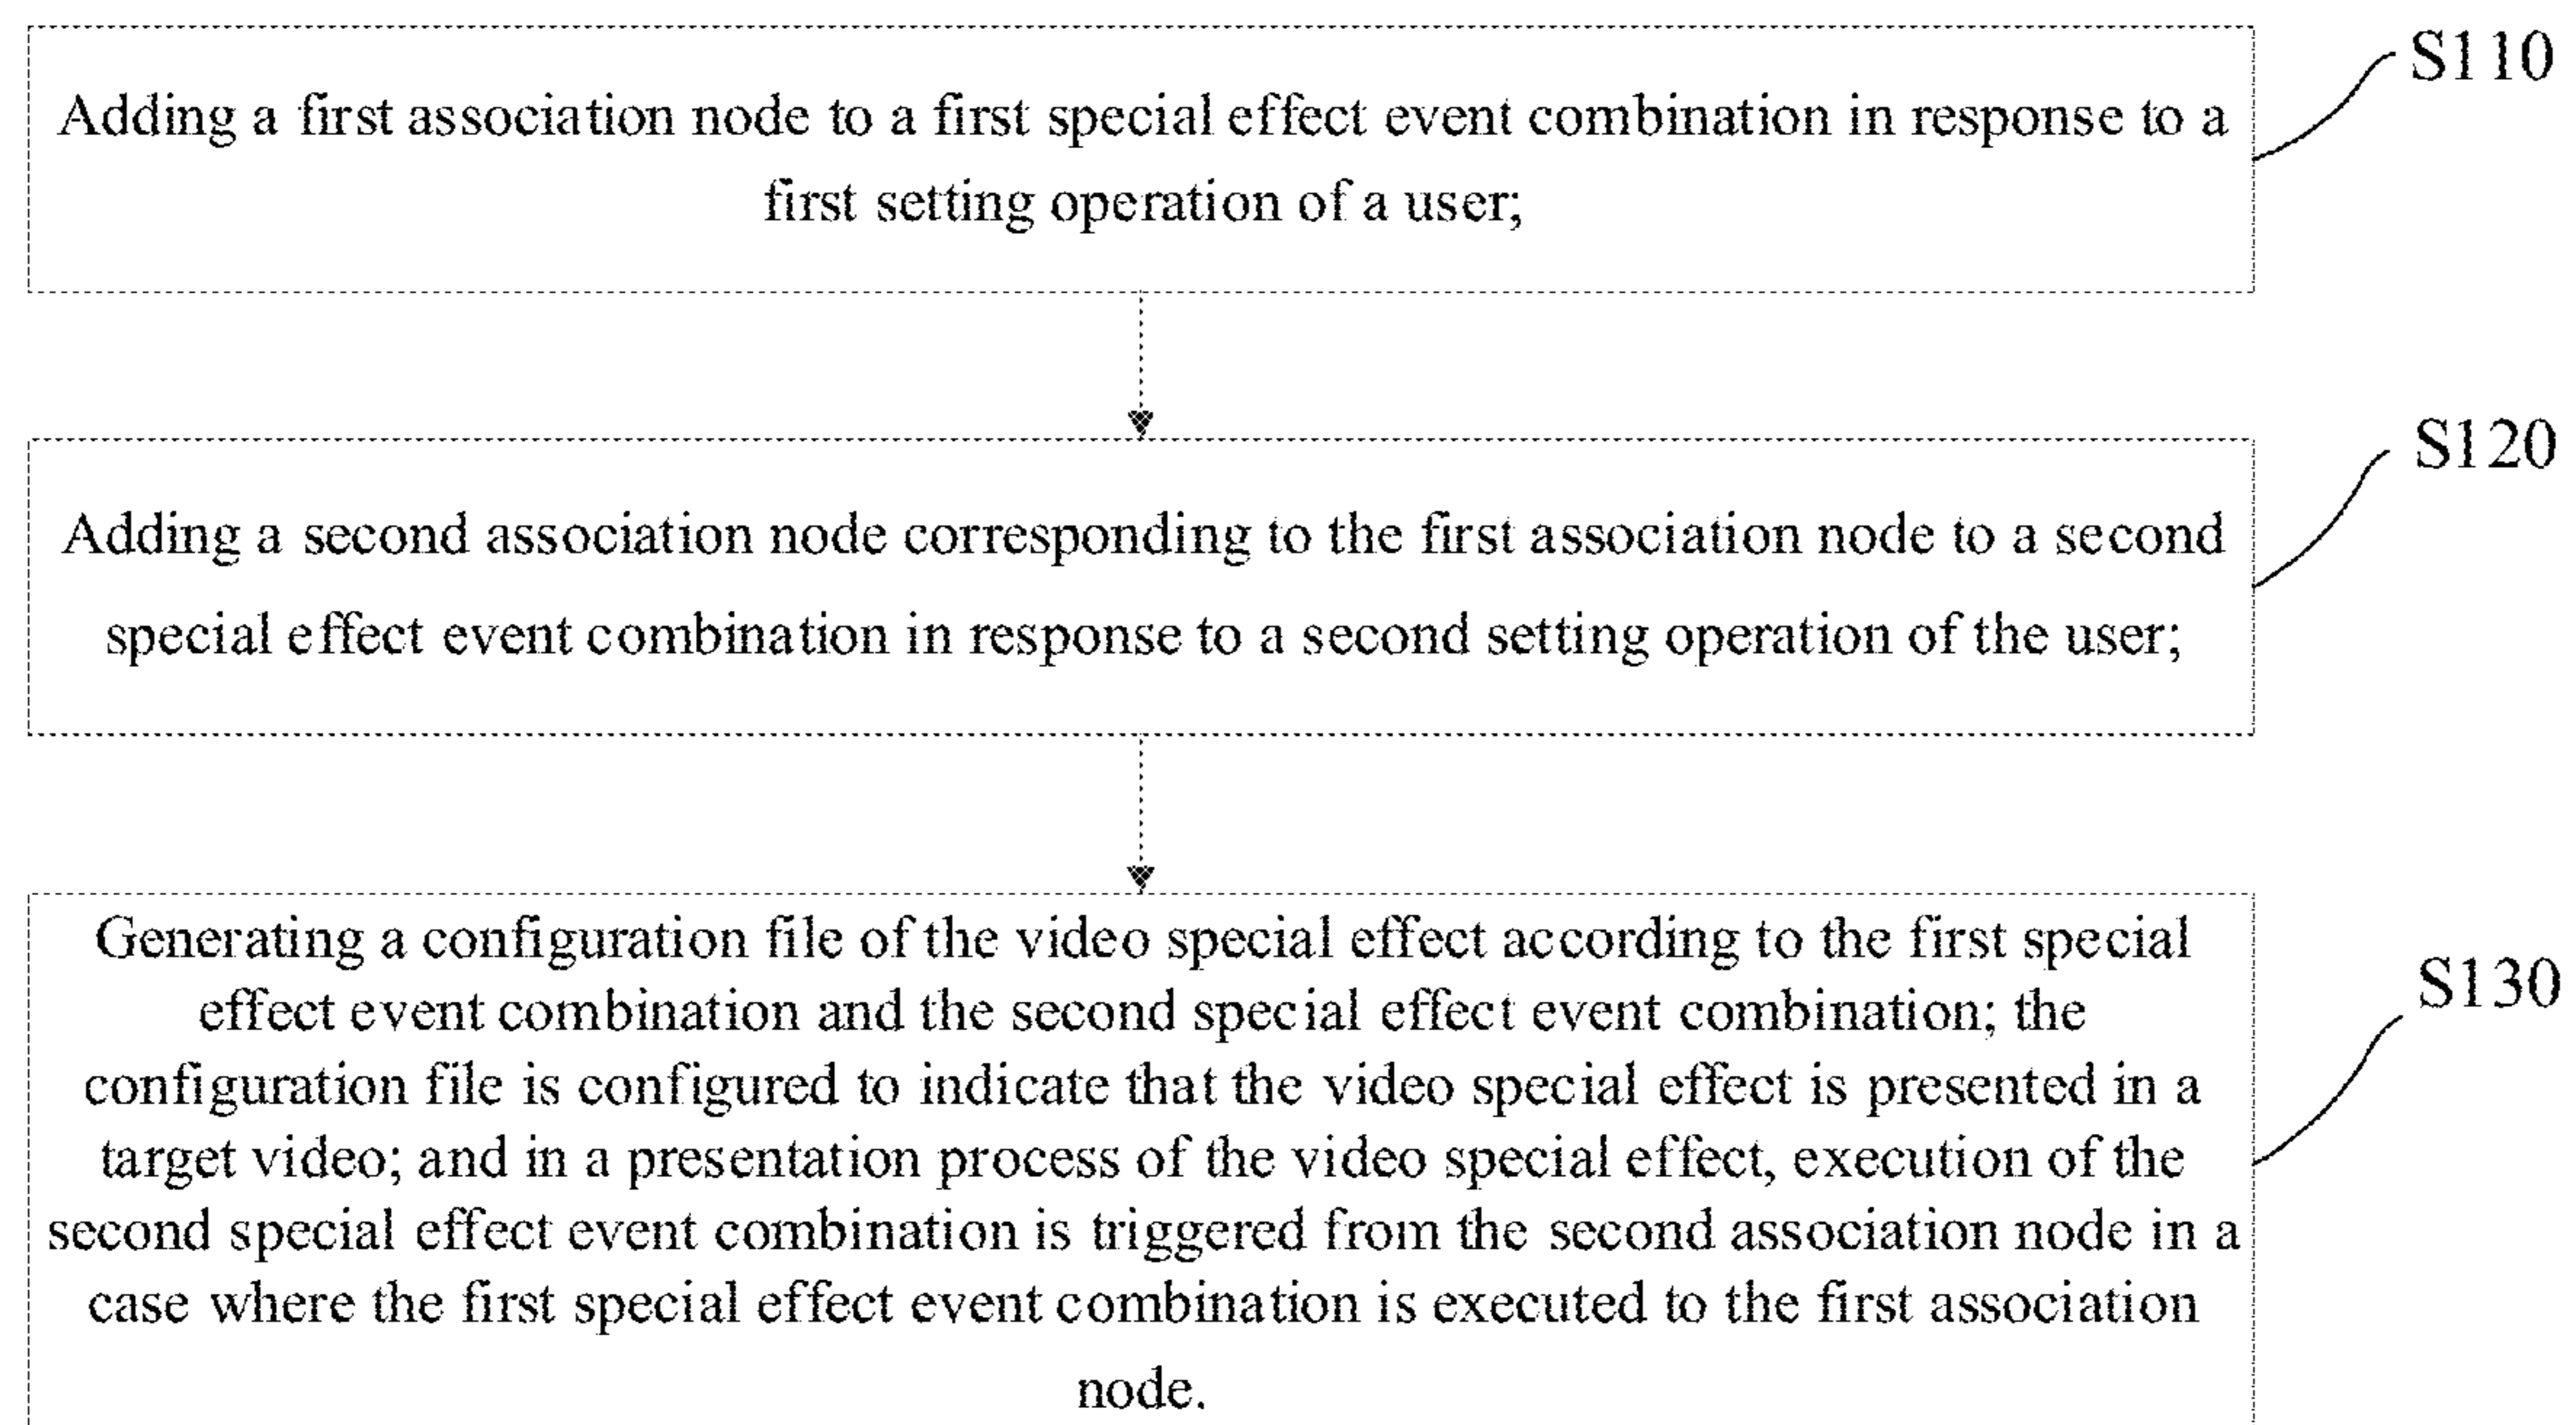 S110
Adding a first association node to a first special effect event combination in response to a
first setting operation of a user;
S120
Adding a second association node corresponding to the first association node to a second
special effect event combination in response to a second setting operation of the user;
S130
Generating a configuration file of the video special effect according to the first special
effect event combination and the second special effect event combination; the
configuration file is configured to indicate that the video special effect is presented in a
target video; and in a presentation process of the video special effect, execution of the
second special effect event combination is triggered from the second association node in a
case where the first special effect event combination is executed to the first association
node.